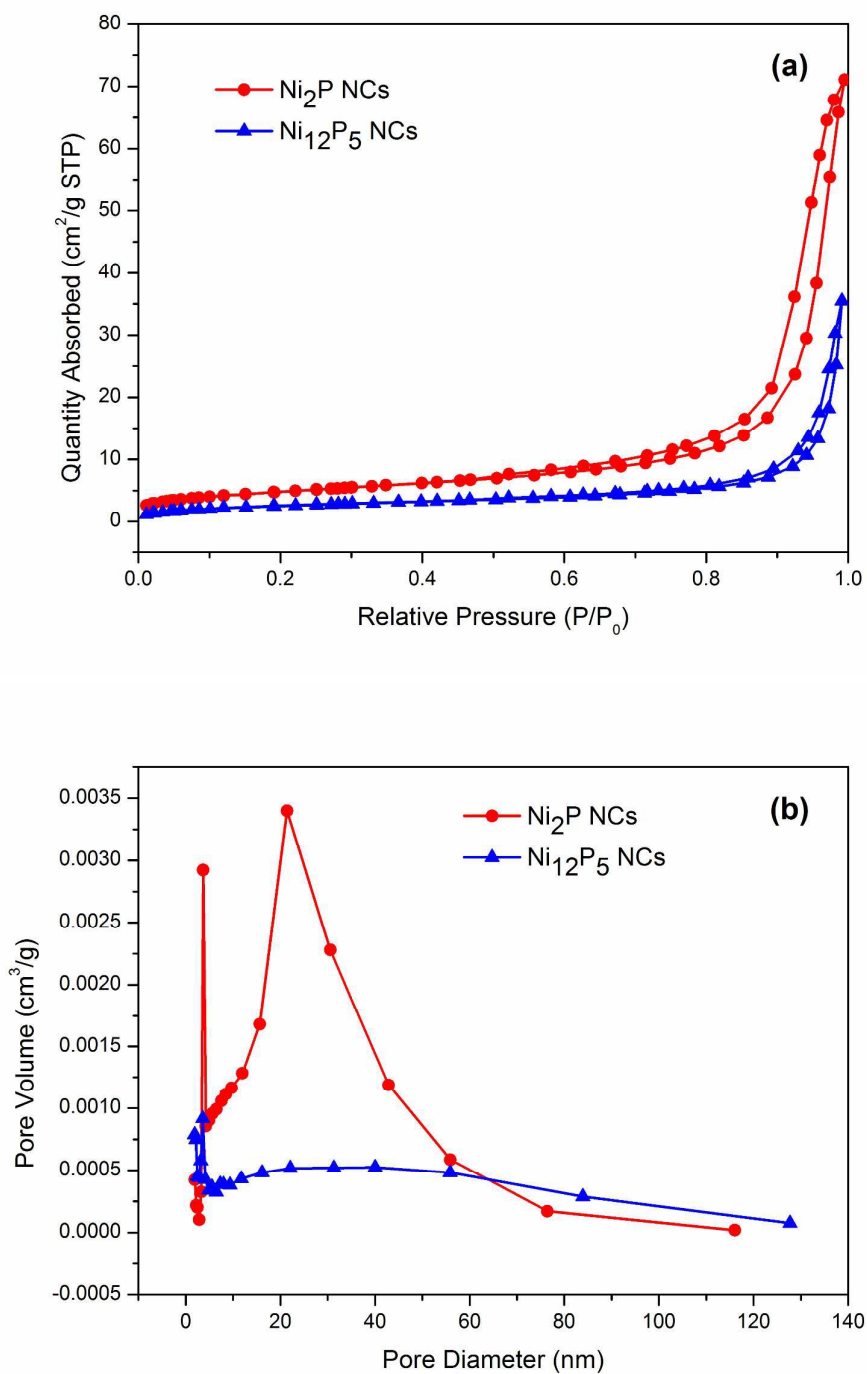 80
70
60
50
40
30
20
10
0
Quantity Absorbed (cm²/g STP)
(a)
Ni₂P NCs
Ni₁₂P₅ NCs
0.0 0.2 0.4 0.6 0.8 1.0
Relative Pressure (P/P₀)
0.0035
0.0030
0.0025
0.0020
0.0015
0.0010
0.0005
0.0000
-0.0005
Pore Volume (cm³/g)
(b)
Ni₂P NCs
Ni₁₂P₅ NCs
0 20 40 60 80 100 120 140
Pore Diameter (nm)